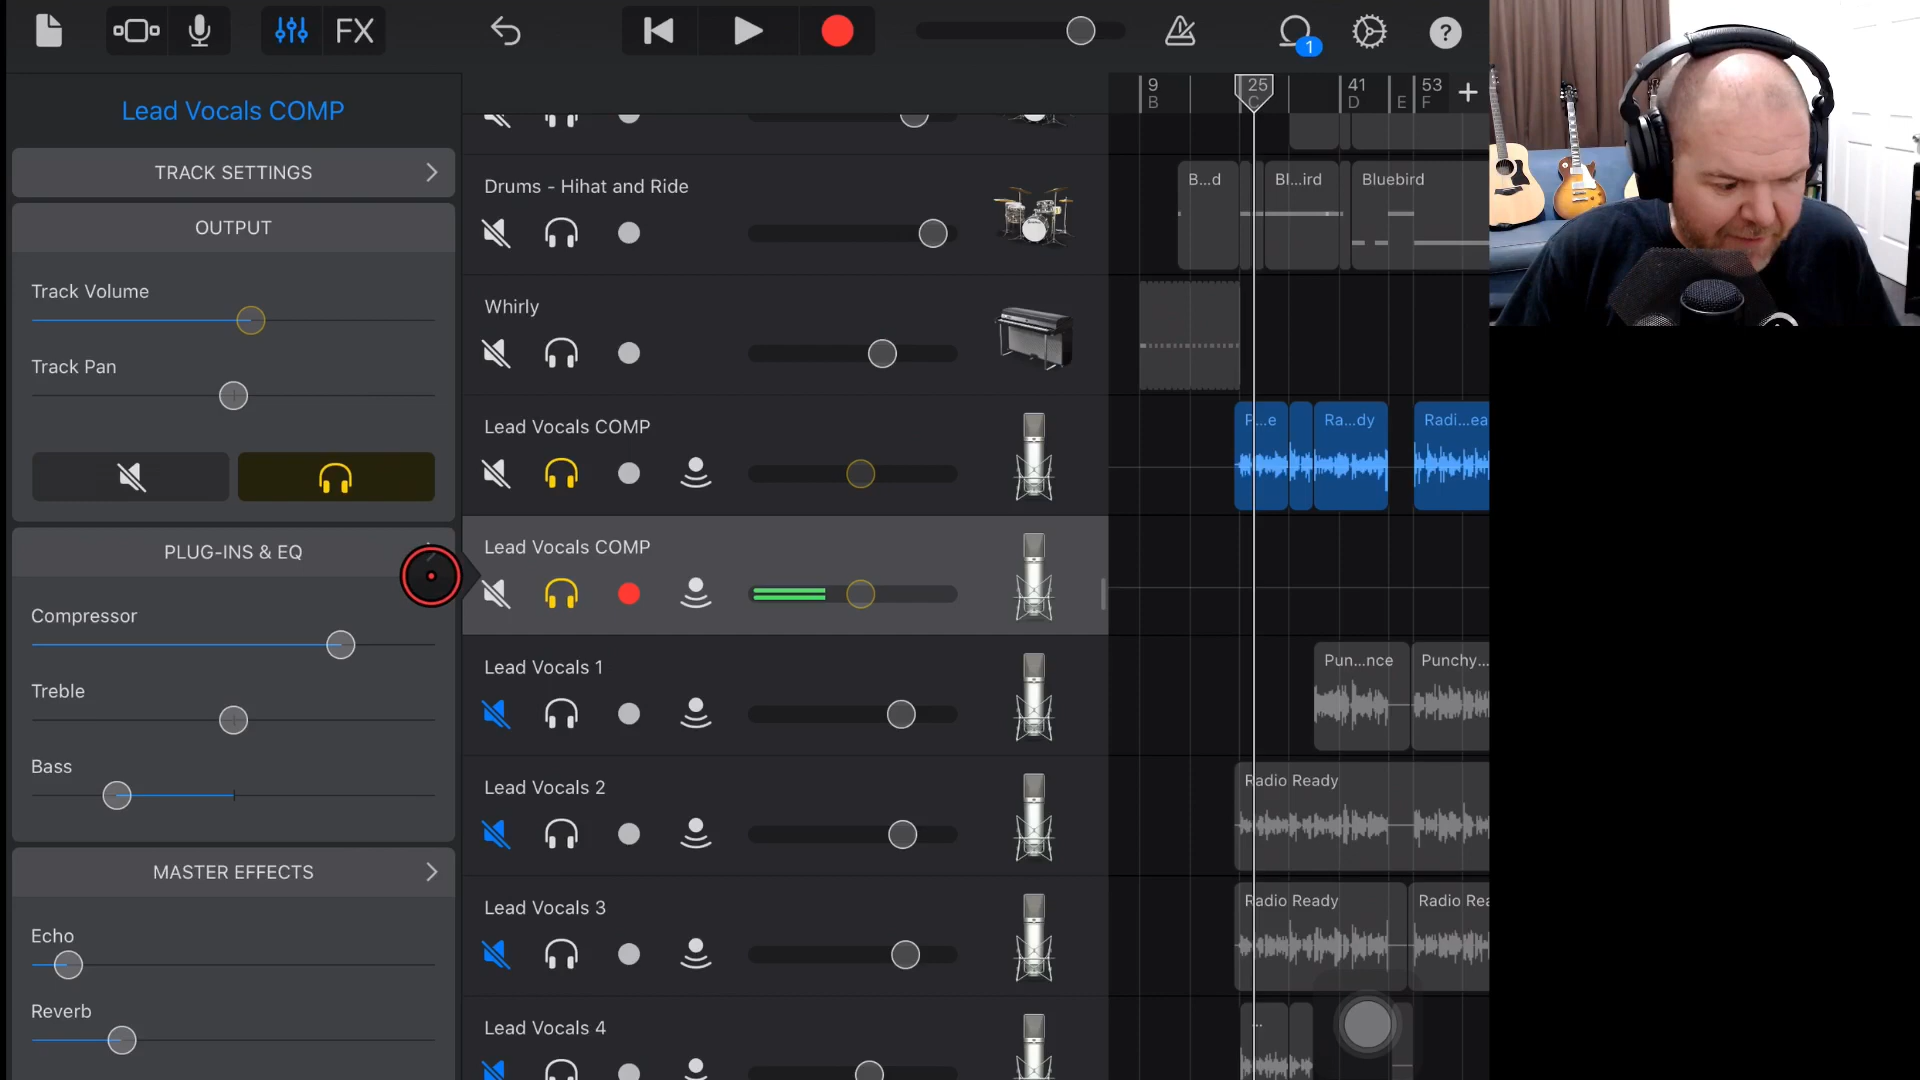 FX
1
?
Lead Vocals COMP
TRACK SETTINGS
OUTPUT
Track Volume
Track Pan
PLUG-INS & EQ
Compressor
Treble
Bass
MASTER EFFECTS
Echo
Reverb
9
B
25
C
41
D
E
53
F
+
Drums - Hihat and Ride
B...d
Bl...ird
Bluebird
Whirly
Lead Vocals COMP
P...e
Ra...dy
Radi...ea
Lead Vocals COMP
Lead Vocals 1
Pun...nce
Punchy...
Lead Vocals 2
Radio Ready
Lead Vocals 3
Radio Ready
Radio Rea
Lead Vocals 4
...